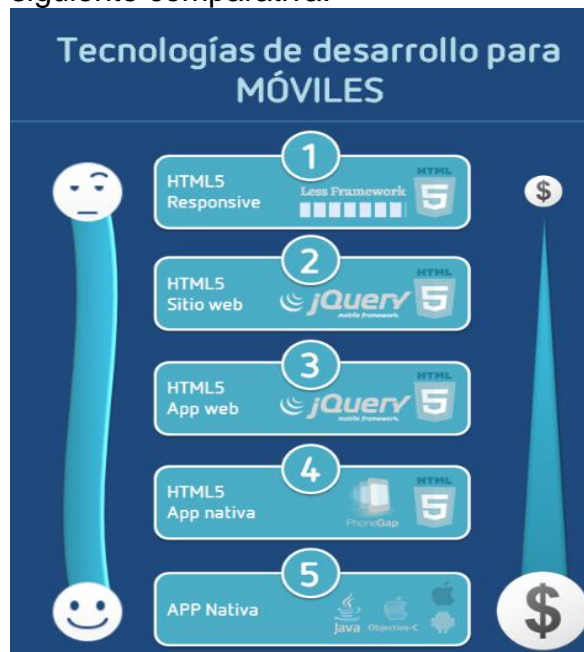 siguiente comparativa:
Tecnologías de desarrollo para
MÓVILES
1
HTML5
Responsive
Less Framework
HTML
5
$
2
HTML5
Sitio web
jQuery
mobile framework.
HTML
5
3
HTML5
App web
jQuery
mobile framework.
HTML
5
4
HTML5
App nativa
PhoneGap
HTML
5
5
APP Nativa
Java
Objective-C
$